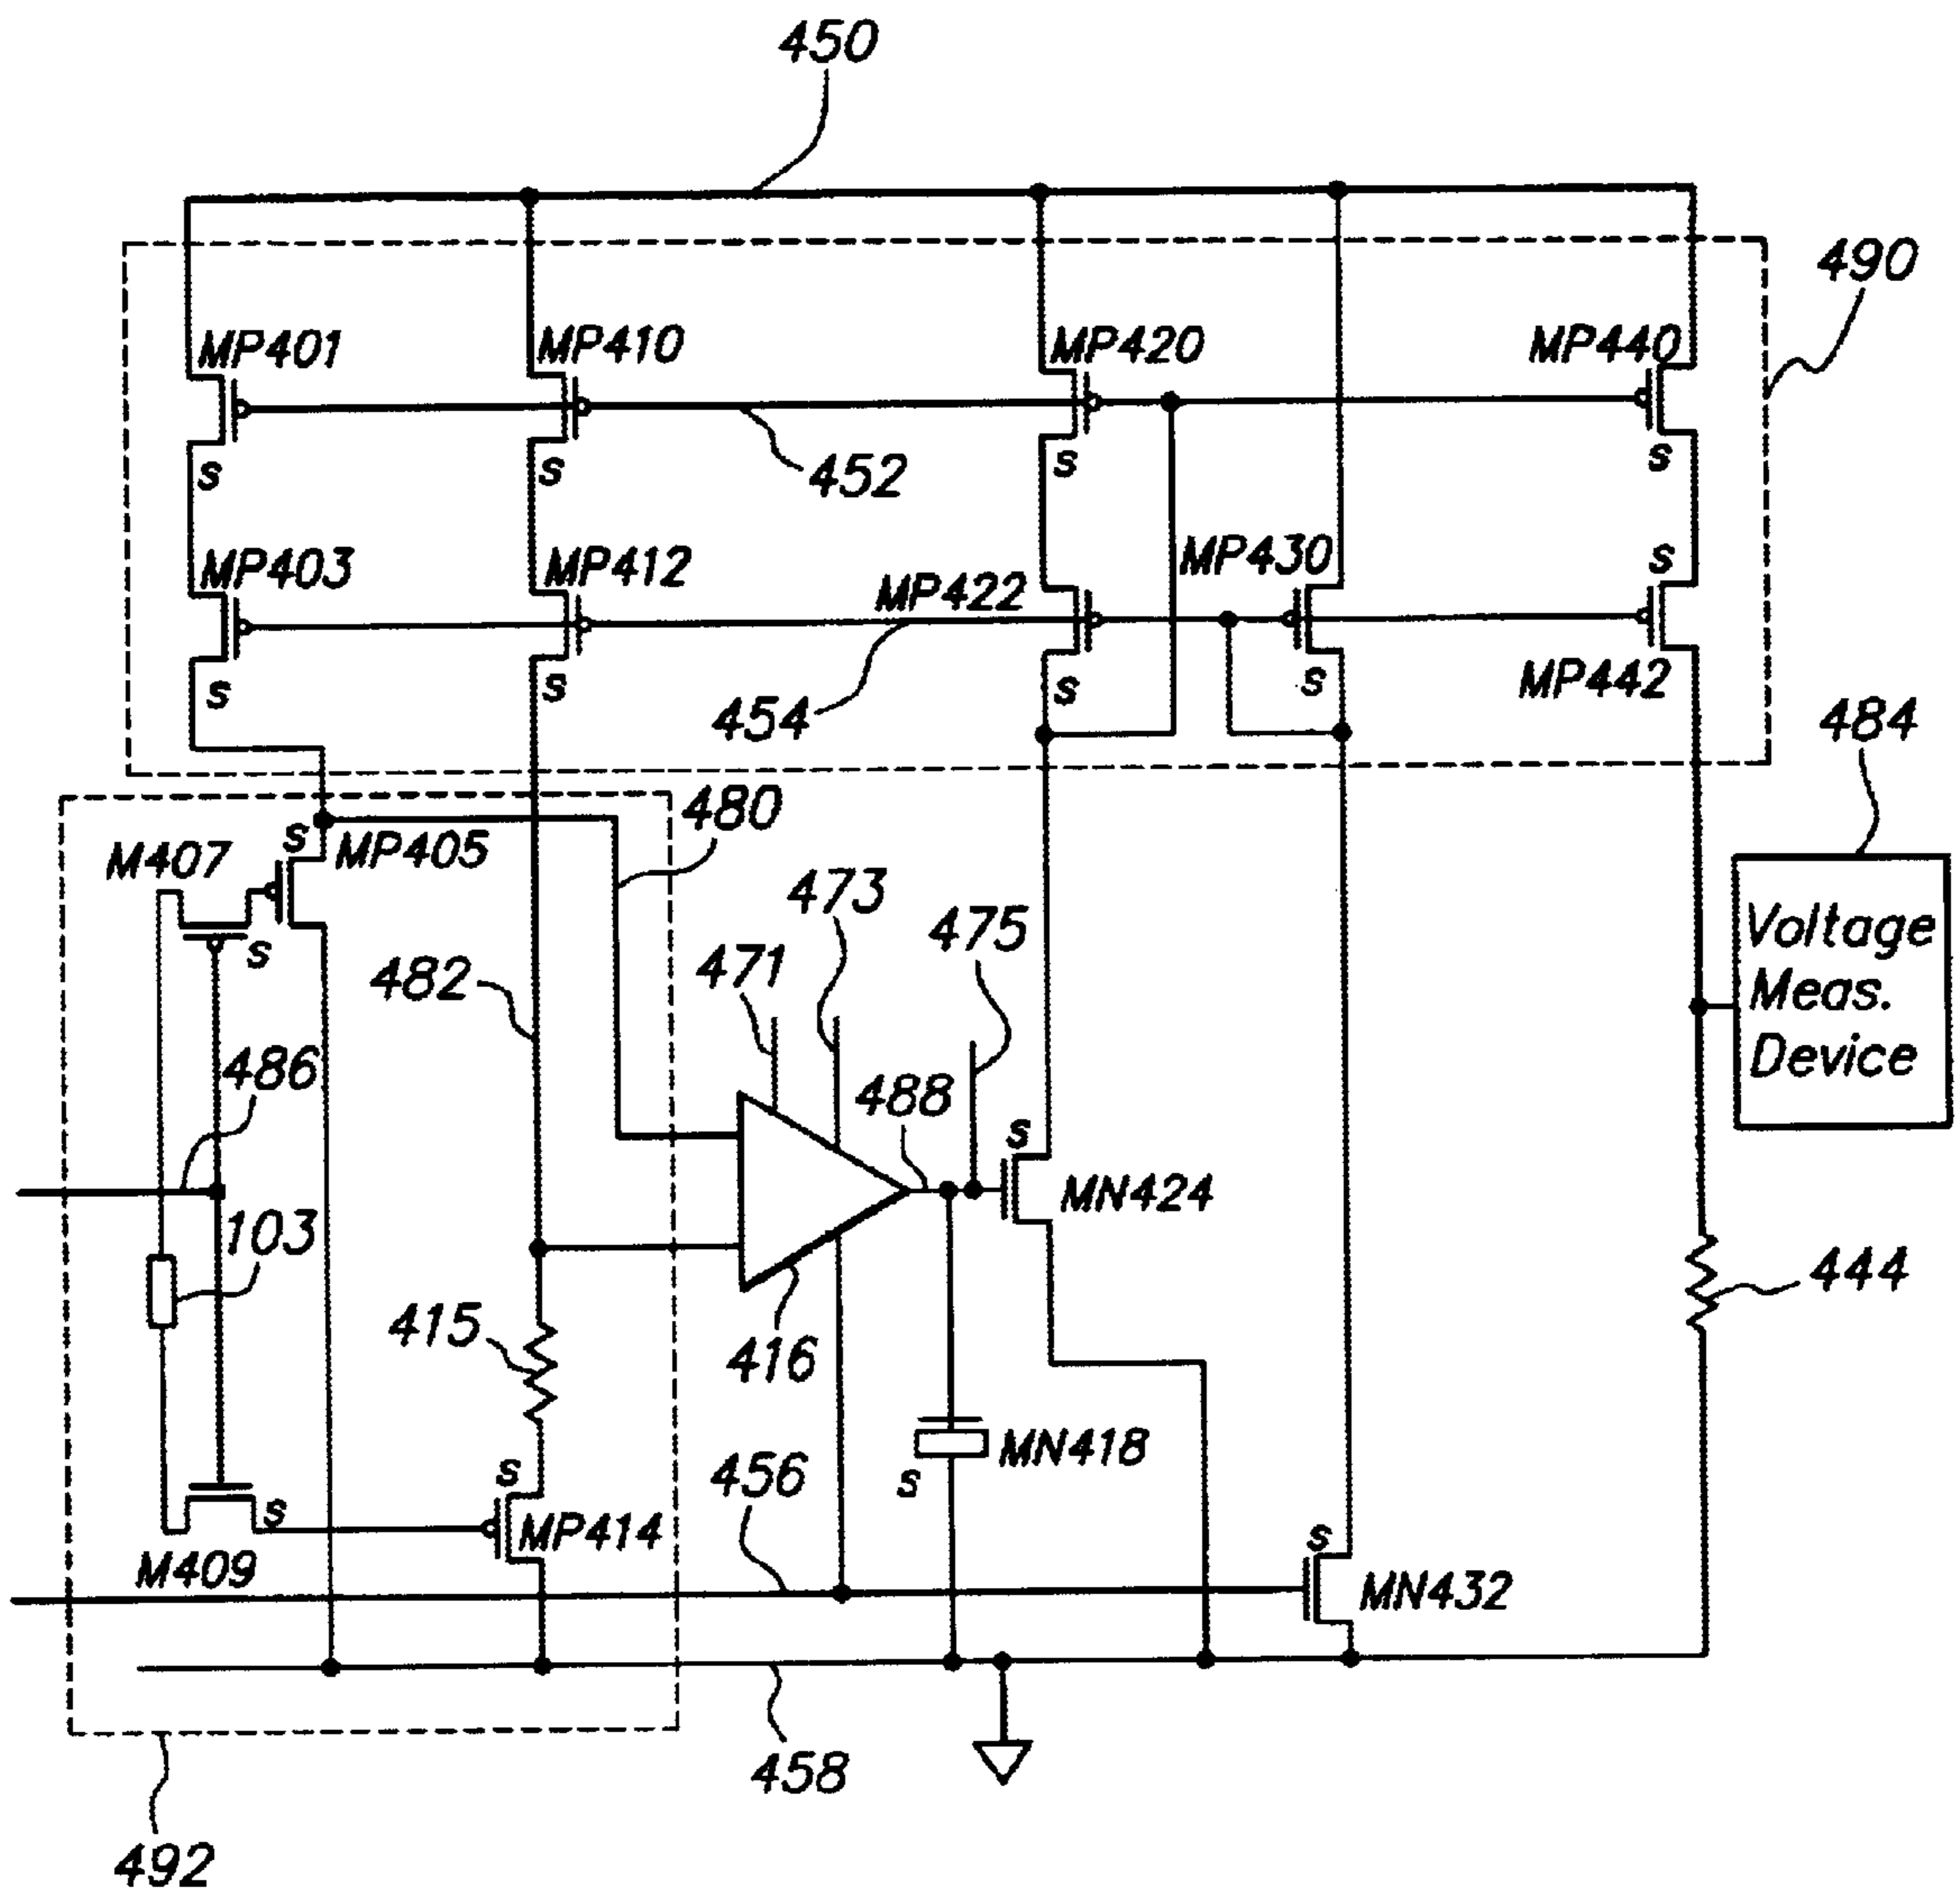 450
490
MP401
MP410
MP420
MP440
S
S
S
S
452
MP403
MP412
MP422
MP430
S
MP442
S
S
S
S
454
484
480
S
M407
MP405
S
473
475
471
482
Voltage
Meas.
Device
486
488
S
MN424
103
415
416
444
MN418
S
456
S
S
MP414
M409
S
MN432
458
492